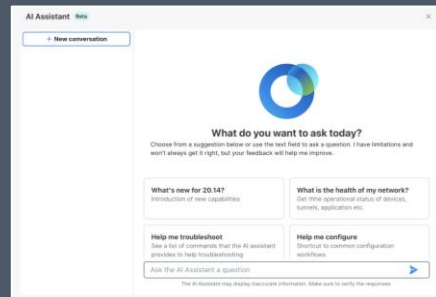 AI Assistant Beta
+ New conversation
What do you want to ask today?
Choose from a suggestion below or use the text field to ask a question. I have limitations and
won't always get it right, but your feedback will help me improve.
What's new for 20.14?
Introduction of new capabilities
What is the health of my network?
Get thhe operational status of devices,
tunnels, application etc.
Help me troubleshoot
See a list of commands that the AI assistant
provides to help troubleshooting
Help me configure
Shortcut to common configuration
workflows
Ask the AI Assistant a question
The AI Assistant may display inaccurate information. Make sure to verify the responses.